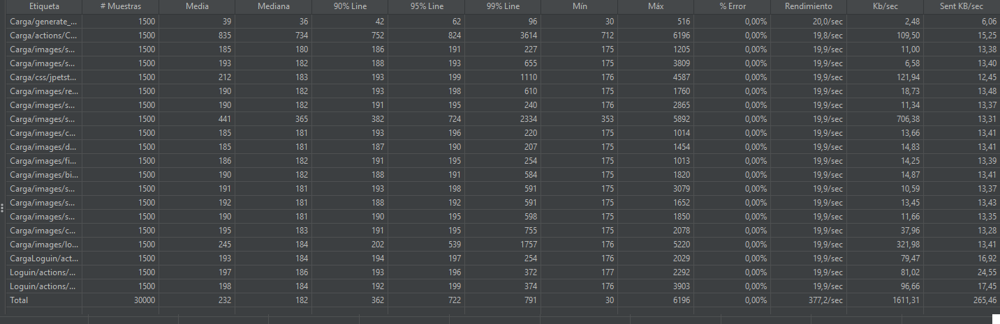 Etiqueta # Muestras Media Mediana 90% Line 95% Line 99% Line Mín Máx % Error Rendimiento Kb/sec Sent KB/sec
Carga/generate_... 1500 39 36 42 62 96 30 516 0,00% 20,0/sec 2,48 6,06
Carga/actions/C... 1500 835 734 752 824 3614 712 6196 0,00% 19,8/sec 109,50 15,25
Carga/images/s... 1500 185 180 186 191 227 175 1205 0,00% 19,9/sec 11,00 13,38
Carga/images/s... 1500 193 182 188 193 655 175 3809 0,00% 19,9/sec 6,58 13,40
Carga/css/jpetst... 1500 212 183 193 199 1110 176 4587 0,00% 19,9/sec 121,94 12,45
Carga/images/re... 1500 190 182 193 198 610 175 1760 0,00% 19,9/sec 18,73 13,48
Carga/images/s... 1500 190 182 191 195 240 176 2865 0,00% 19,9/sec 11,34 13,37
Carga/images/s... 1500 441 365 382 724 2334 353 5892 0,00% 19,9/sec 706,38 13,31
Carga/images/c... 1500 185 181 193 196 220 175 1014 0,00% 19,9/sec 13,66 13,41
Carga/images/d... 1500 185 181 187 190 207 175 1454 0,00% 19,9/sec 14,83 13,41
Carga/images/fi... 1500 186 182 191 195 254 175 1013 0,00% 19,9/sec 14,25 13,39
Carga/images/bi... 1500 190 182 188 191 584 175 1820 0,00% 19,9/sec 14,87 13,41
Carga/images/s... 1500 191 181 193 198 591 175 3079 0,00% 19,9/sec 10,59 13,37
Carga/images/s... 1500 192 181 188 192 591 175 1652 0,00% 19,9/sec 13,45 13,43
Carga/images/s... 1500 190 181 190 195 598 175 1850 0,00% 19,9/sec 11,66 13,35
Carga/images/c... 1500 195 183 191 195 755 175 2078 0,00% 19,9/sec 37,96 13,28
Carga/images/lo... 1500 245 184 202 539 1757 176 5220 0,00% 19,9/sec 321,98 13,41
CargaLoguin/act... 1500 193 184 194 197 254 176 2029 0,00% 19,9/sec 79,47 16,92
Loguin/actions/... 1500 197 186 193 196 372 177 2292 0,00% 19,9/sec 81,02 24,55
Loguin/actions/... 1500 198 184 192 199 374 176 3903 0,00% 19,9/sec 96,66 17,45
Total 30000 232 182 362 722 791 30 6196 0,00% 377,2/sec 1611,31 265,46